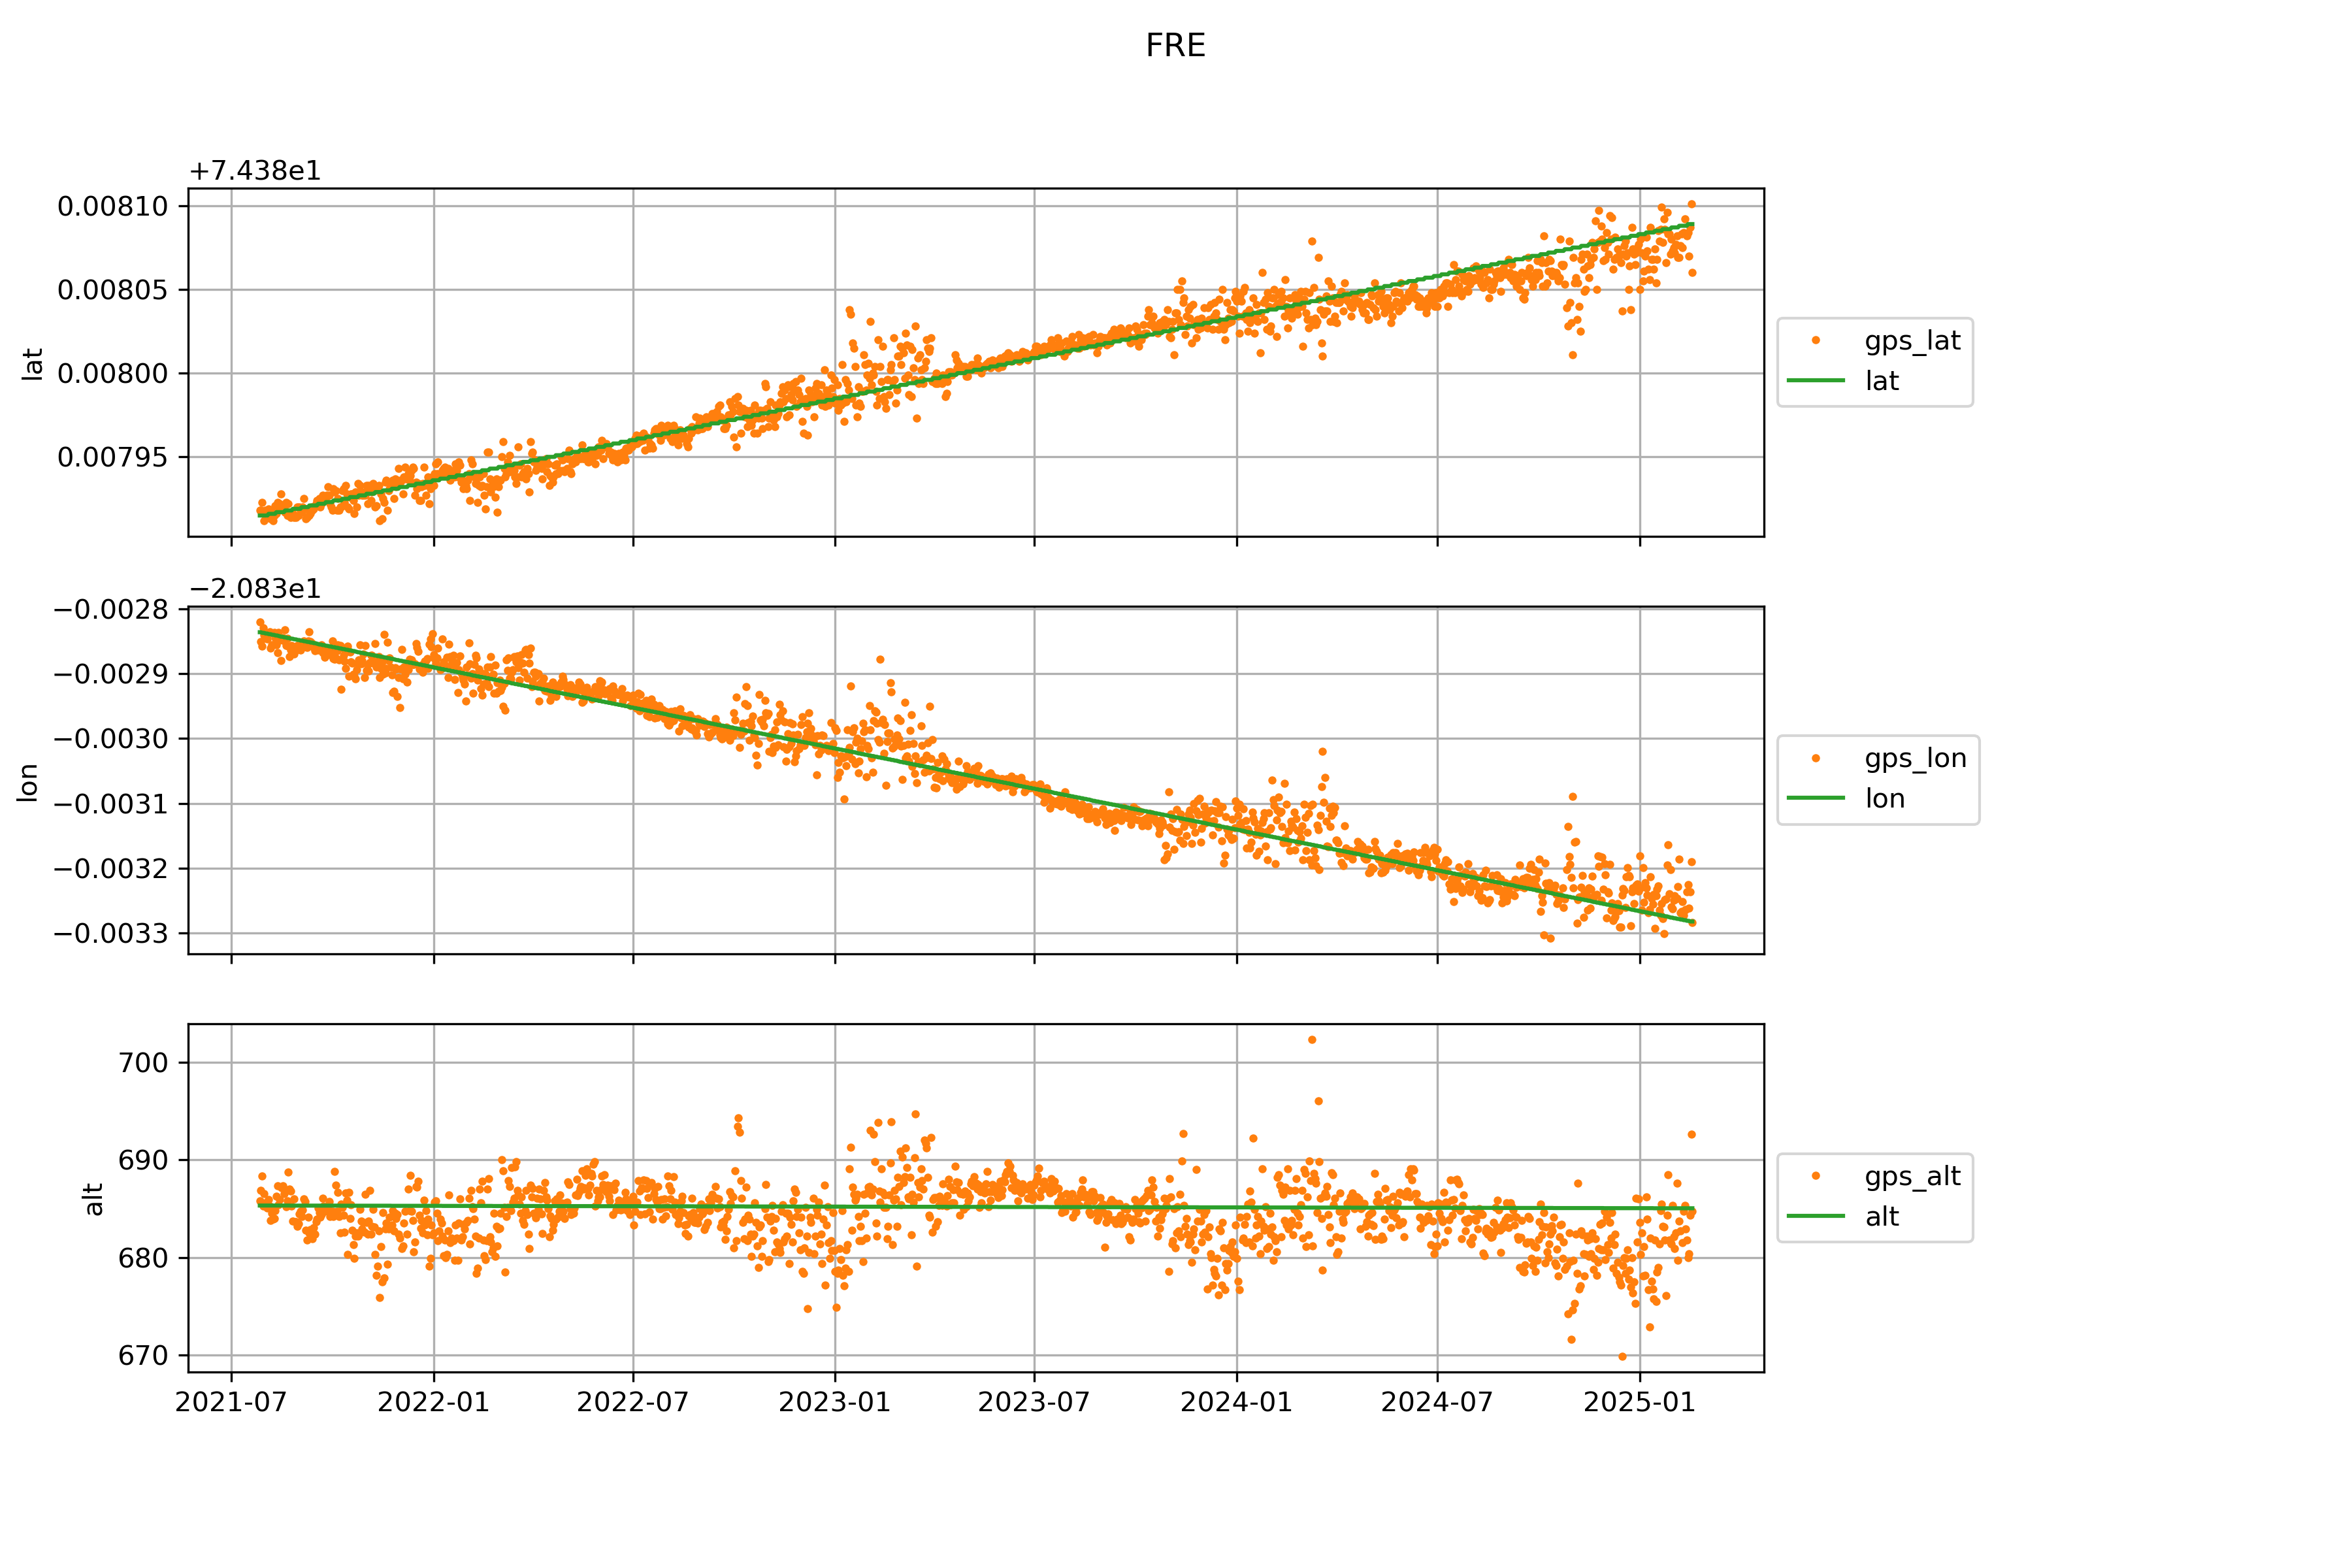 FRE
+7.438e1
0.00810
0.00805
0.00800
0.00795
lat
gps_lat
lat
−2.083e1
−0.0028
−0.0029
−0.0030
−0.0031
−0.0032
−0.0033
lon
gps_lon
lon
700
690
680
670
alt
gps_alt
alt
2021-07 2022-01 2022-07 2023-01 2023-07 2024-01 2024-07 2025-01